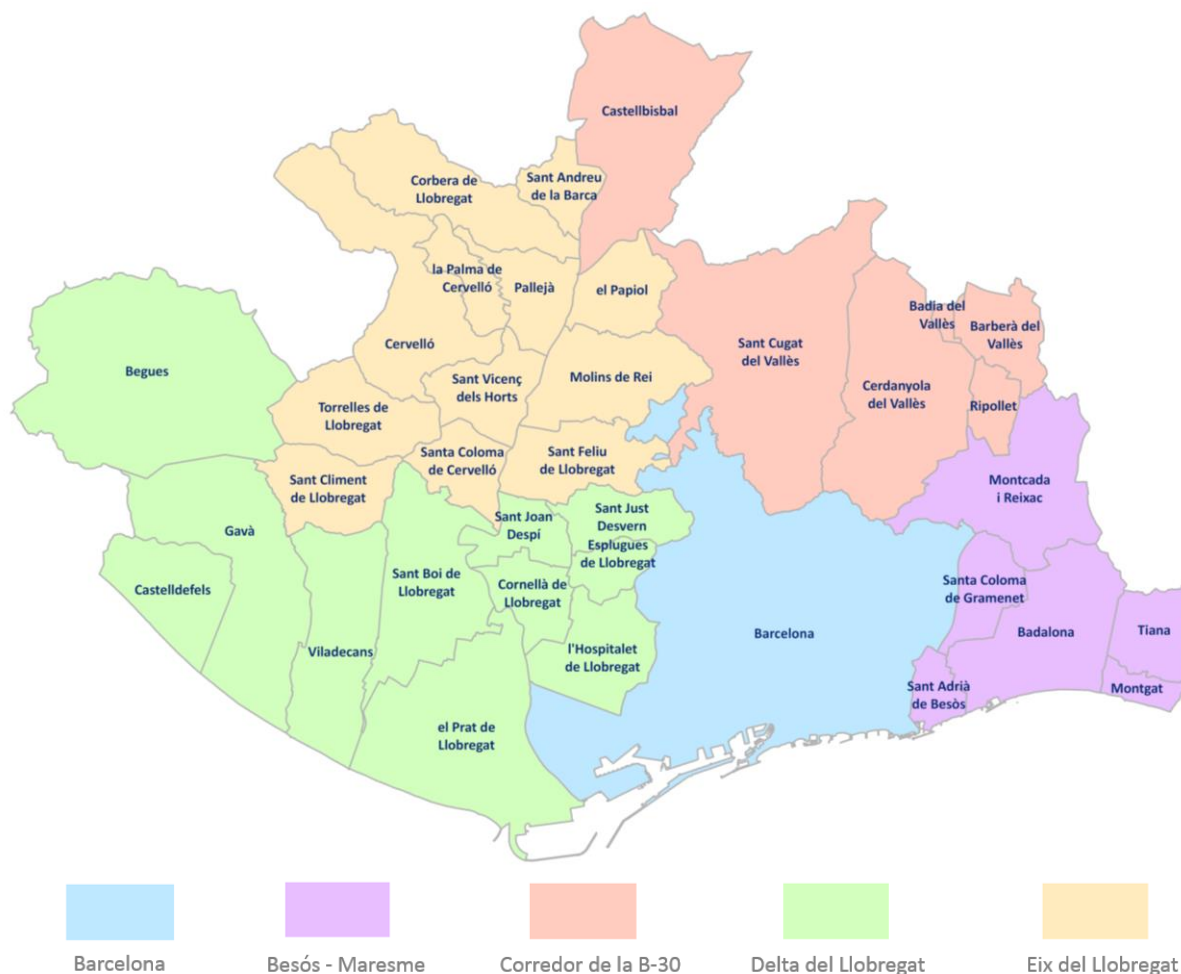 Castellbisbal
Sant Andreu
de la Barca
Corbera de
Llobregat
la Palma de
Cervelló
Pallejà
el Papiol
Badia del
Vallès
Barberà del
Vallès
Sant Cugat
del Vallès
Cervelló
Begues
Molins de Rei
Sant Vicenç
dels Horts
Cerdanyola
del Vallès
Ripollet
Torrelles de
Llobregat
Santa Coloma
de Cervelló
Sant Feliu
de Llobregat
Sant Climent
de Llobregat
Montcada
i Reixac
Sant Joan
Despí
Sant Just
Desvern
Gavà
Esplugues
de Llobregat
Castelldefels
Sant Boi de
Llobregat
Cornellà de
Llobregat
Santa Coloma
de Gramenet
Barcelona
Badalona
Tiana
Viladecans
l'Hospitalet
de Llobregat
Sant Adrià
de Besòs
Montgat
el Prat de
Llobregat
Barcelona
Besós - Maresme
Corredor de la B-30
Delta del Llobregat
Eix del Llobregat